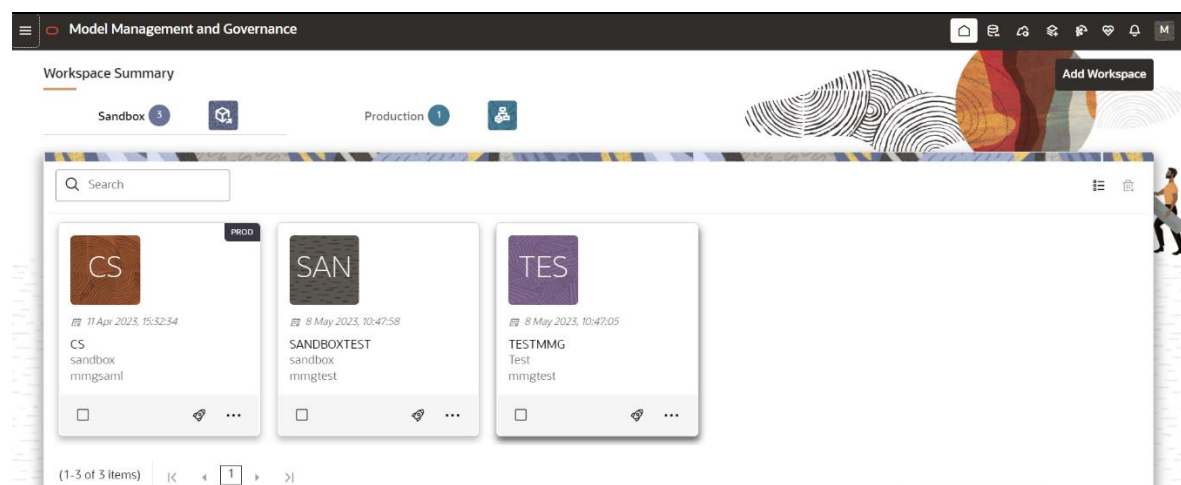 Model Management and Governance
M
Workspace Summary
Add Workspace
Sandbox 3
Production 1
Search
PROD
CS
SAN
TES
11 Apr 2023, 15:32:34
8 May 2023, 10:47:58
8 May 2023, 10:47:05
CS
SANDBOXTEST
TESTMMG
sandbox
sandbox
Test
mmgsaml
mmgtest
mmgtest
(1-3 of 3 items)
1